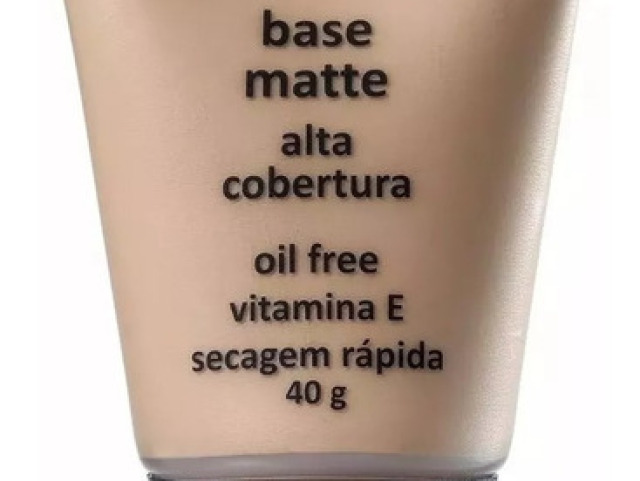 base
matte
alta
cobertura
oil free
vitamina E
secagem rápida
40 g